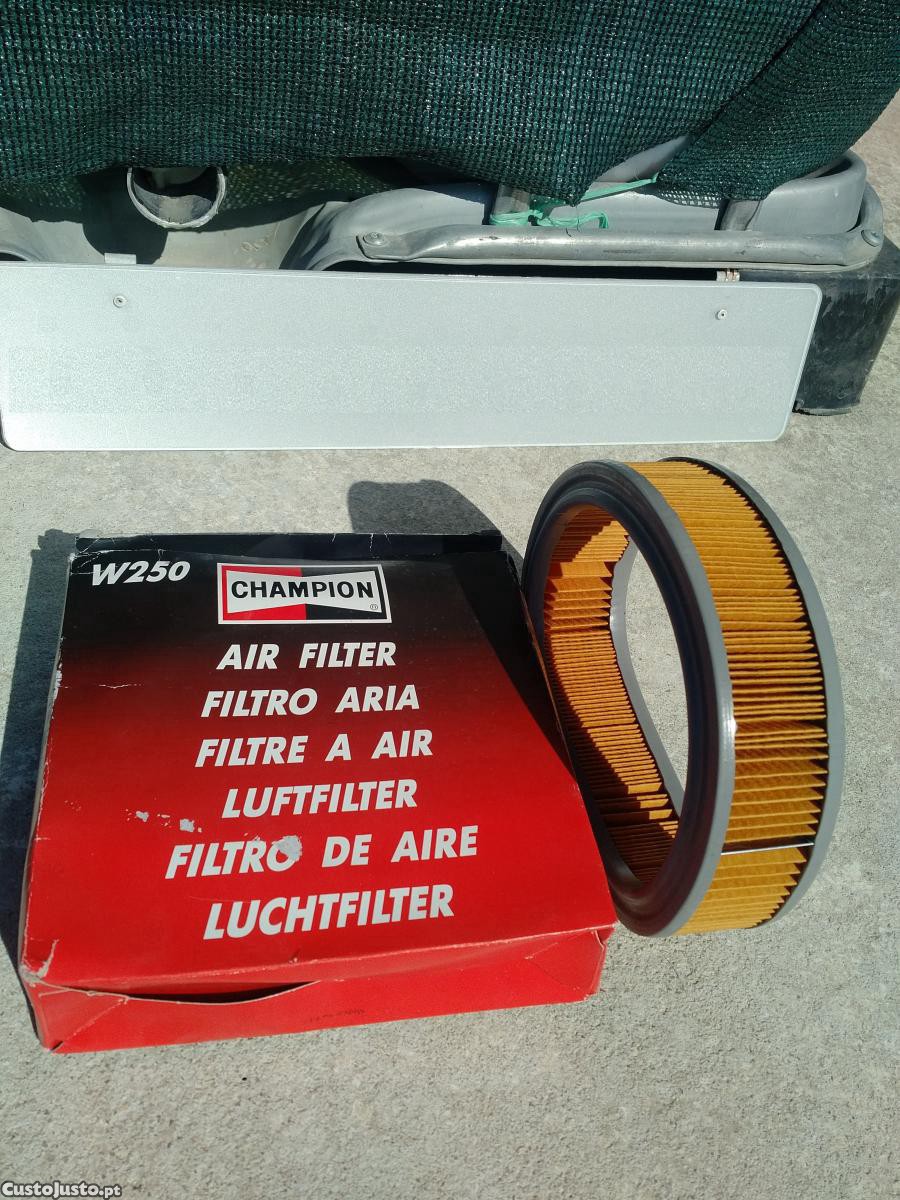 W250
CHAMPION
AIR FILTER
FILTRO ARIA
FILTRE A AIR
LUFTFILTER
FILTRO DE AIRE
LUCHTFILTER
CustoJusto.pt